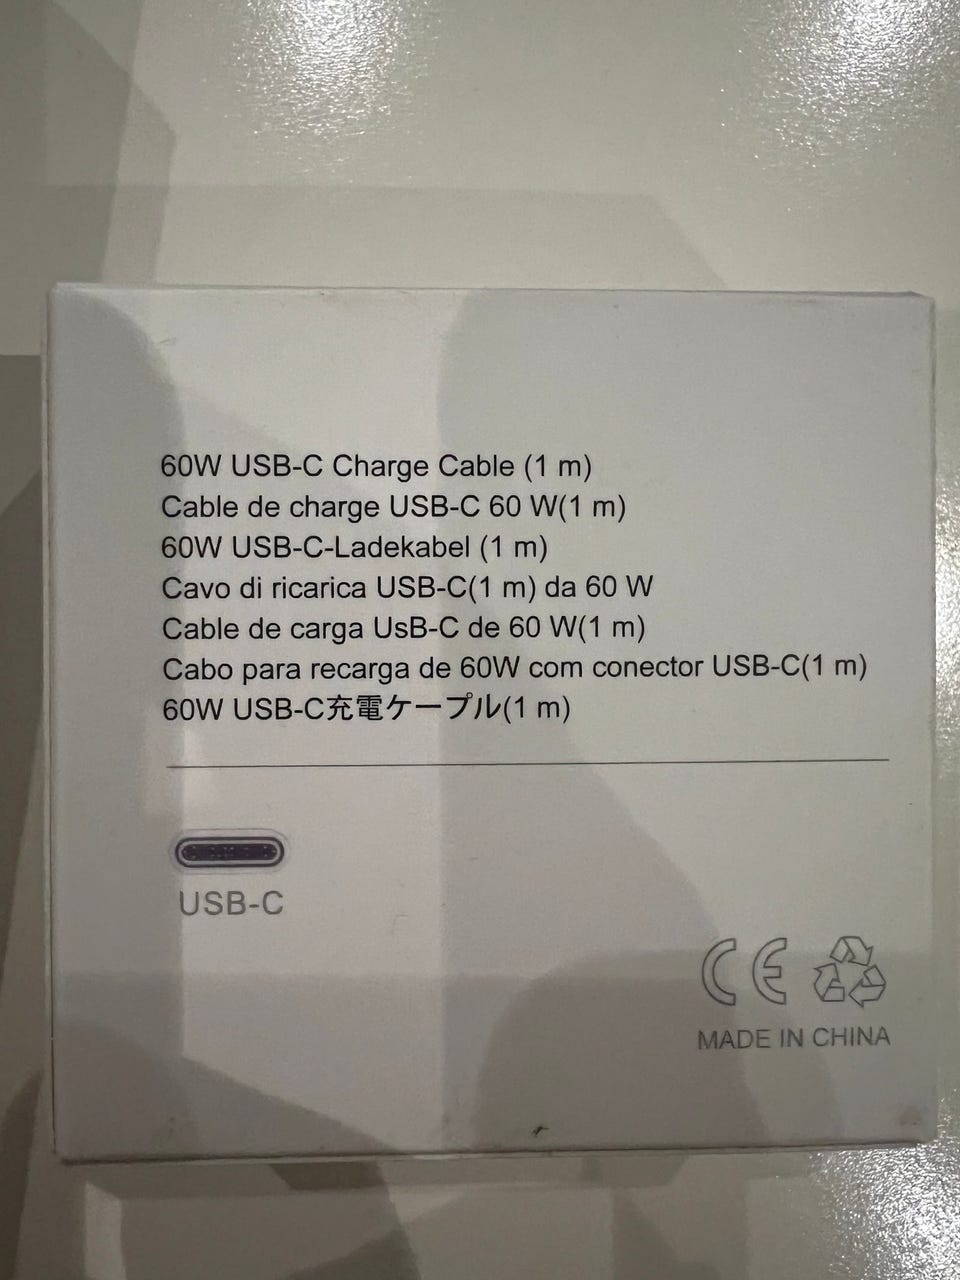 60W USB-C Charge Cable (1 m)
Cable de charge USB-C 60 W(1 m)
60W USB-C-Ladekabel (1 m)
Cavo di ricarica USB-C(1 m) da 60 W
Cable de carga UsB-C de 60 W(1 m)
Cabo para recarga de 60W com conector USB-C(1 m)
60W USB-C充電ケーブル(1 m)
USB-C
CE
MADE IN CHINA